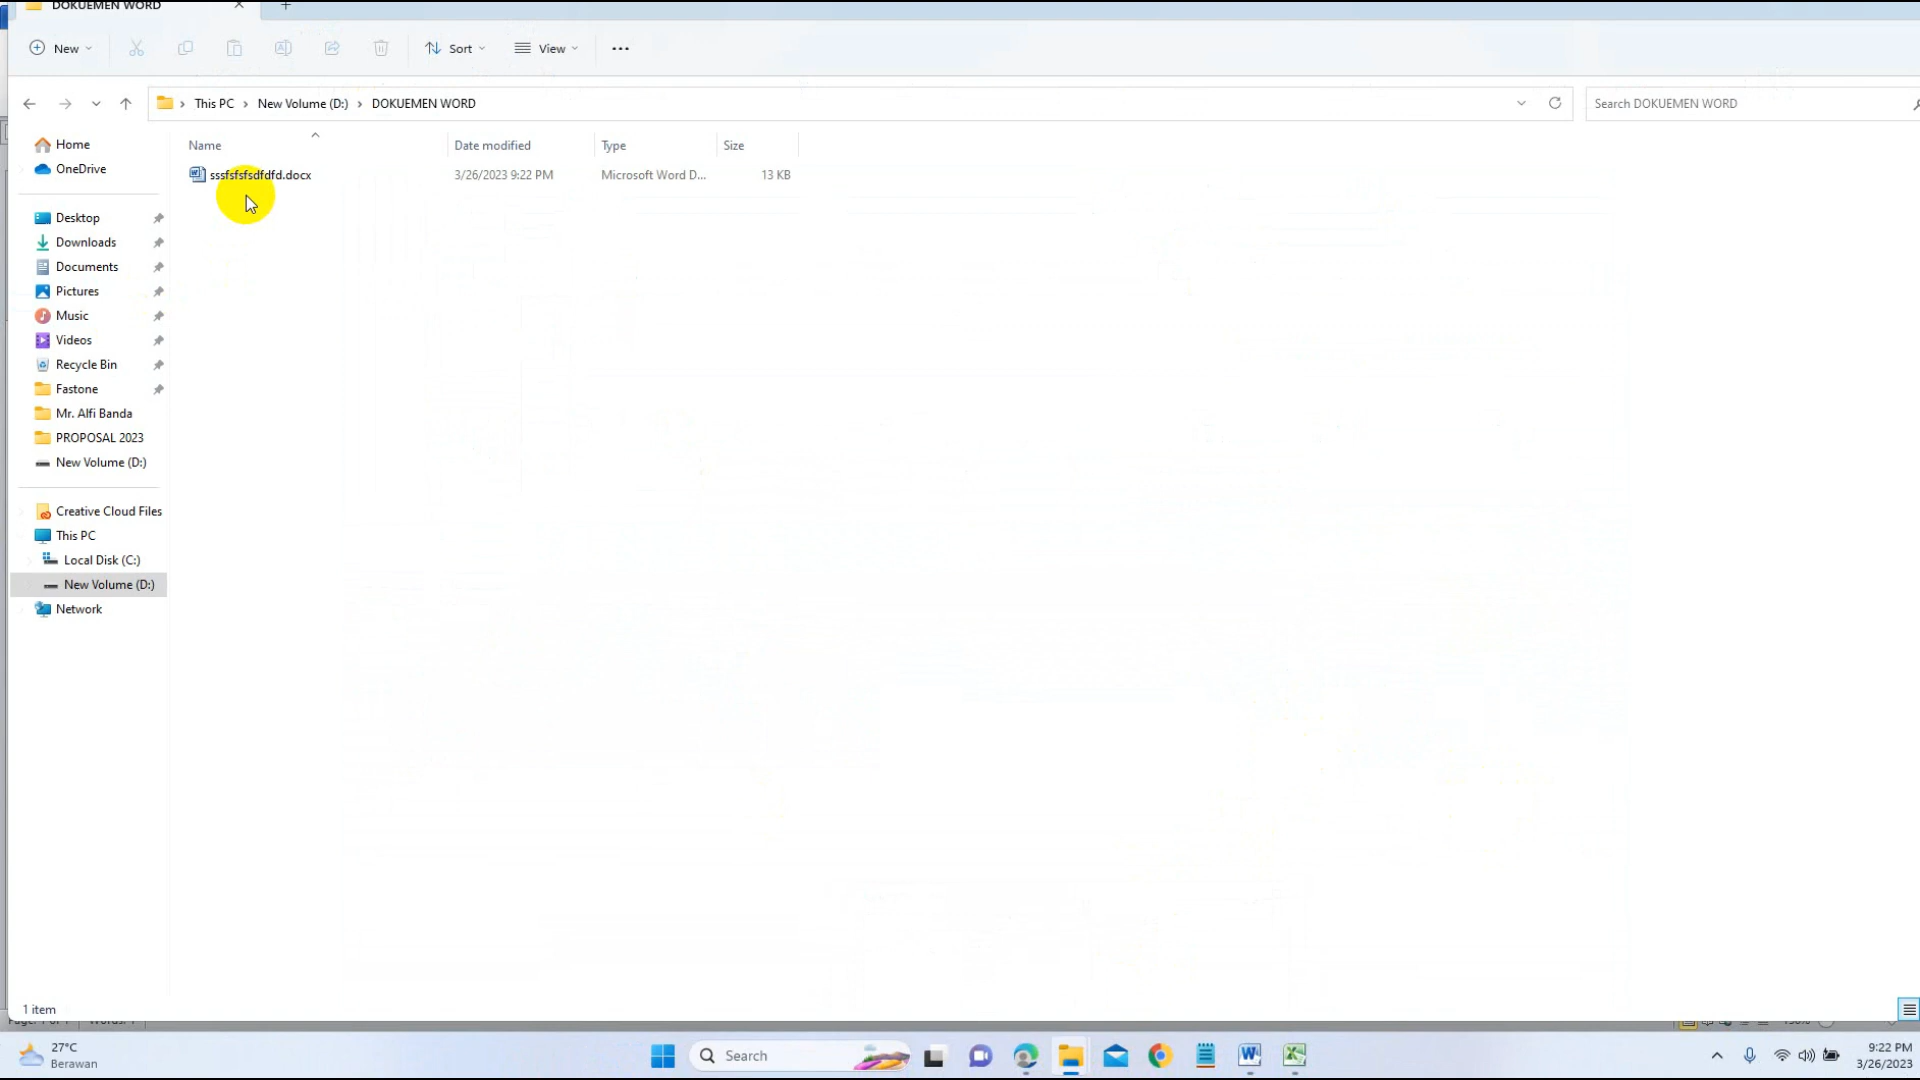 DOKUEMEN WORD
New
Sort
View
This PC
New Volume (D:)
DOKUEMEN WORD
Search DOKUEMEN WORD
Name
Date modified
Type
Size
sssfsfsfsdfdfd.docx
3/26/2023 9:22 PM
Microsoft Word D...
13 KB
Home
OneDrive
Desktop
Downloads
Documents
Pictures
Music
Videos
Recycle Bin
Fastone
Mr. Alfi Banda
PROPOSAL 2023
New Volume (D:)
Creative Cloud Files
This PC
Local Disk (C:)
New Volume (D:)
Network
1 item
27°C
Berawan
Search
9:22 PM
3/26/2023